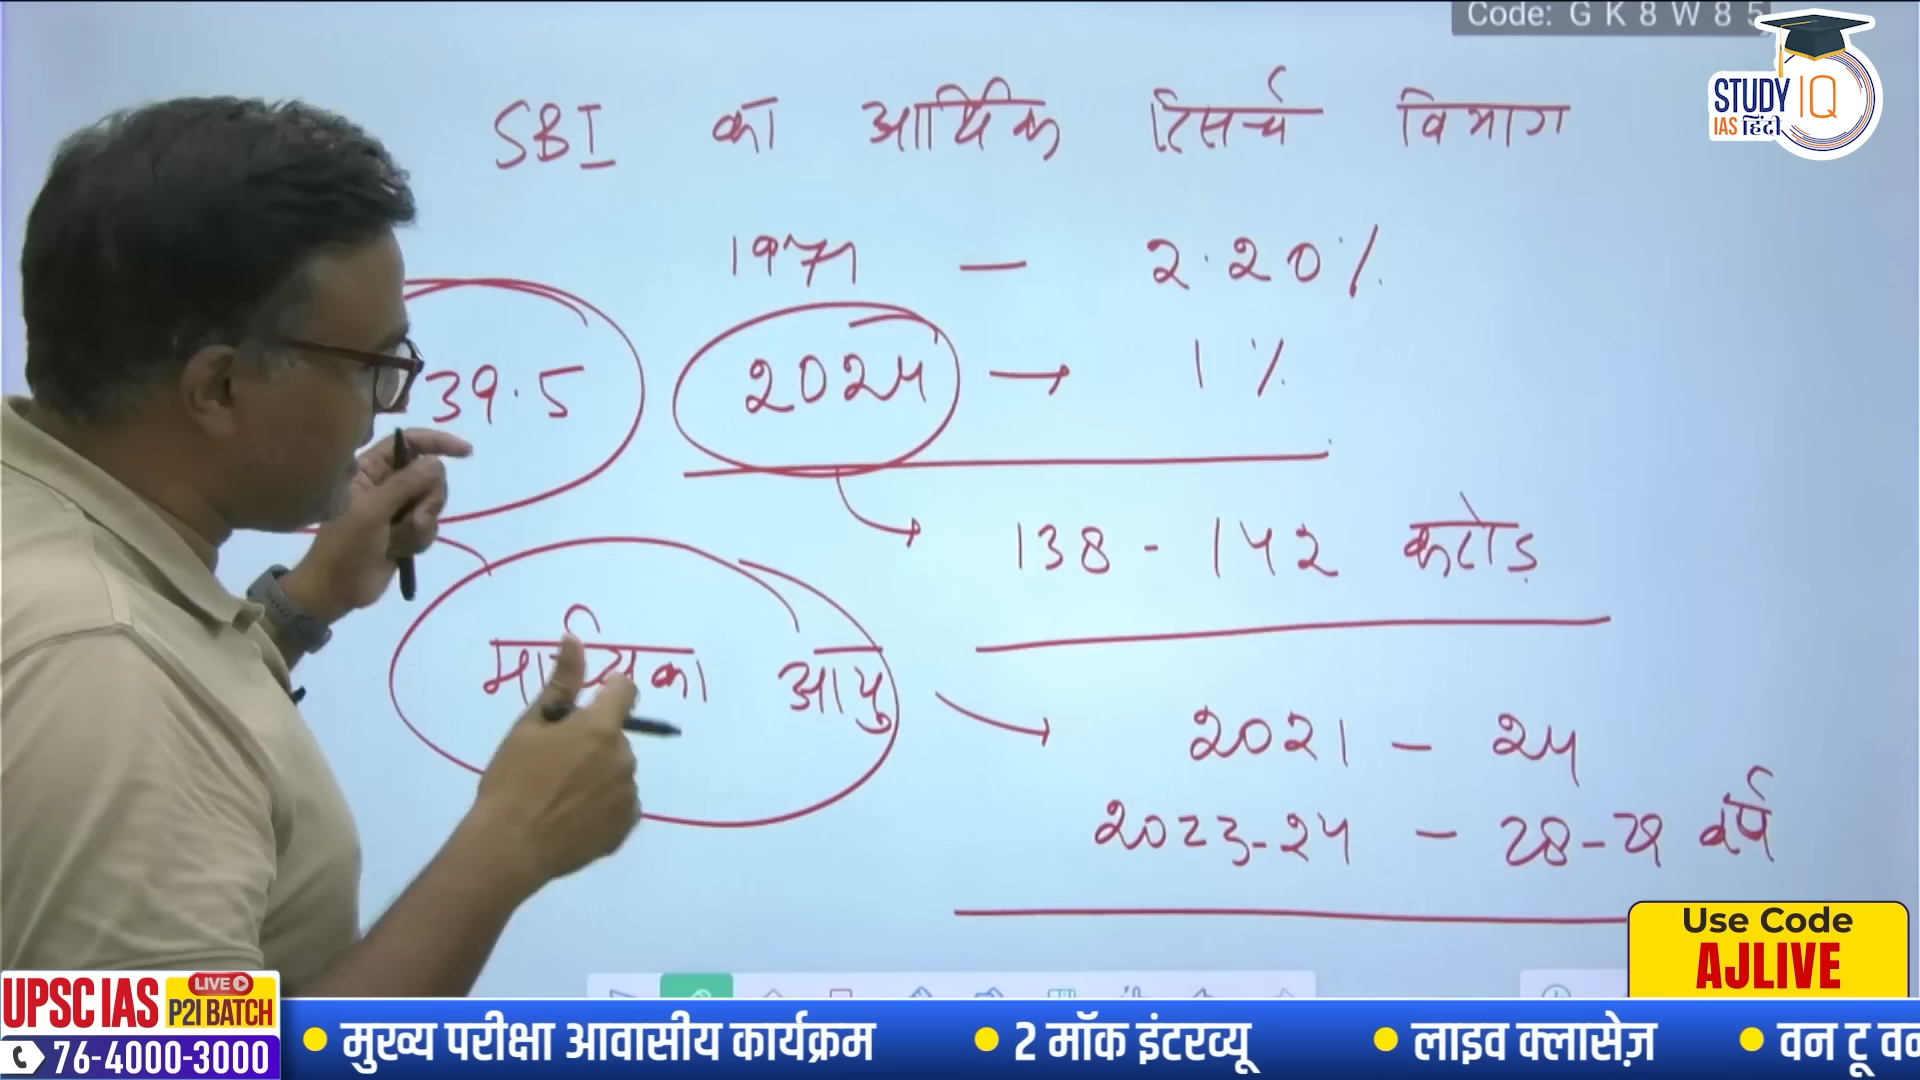 Code: G K 8 W 8 5
STUDY IQ
IAS हिंदी
SBI का आर्थिक रिसर्च विभाग
1971 — 2.20%
39.5
2024 → 1%
138 - 142 करोड़
माध्यिका आयु
2021 - 24
2023-24 - 28-29 वर्ष
Use Code
AJLIVE
UPSC IAS LIVE P2I BATCH
76-4000-3000
मुख्य परीक्षा आवासीय कार्यक्रम
2 मॉक इंटरव्यू
लाइव क्लासेज़
वन टू वन